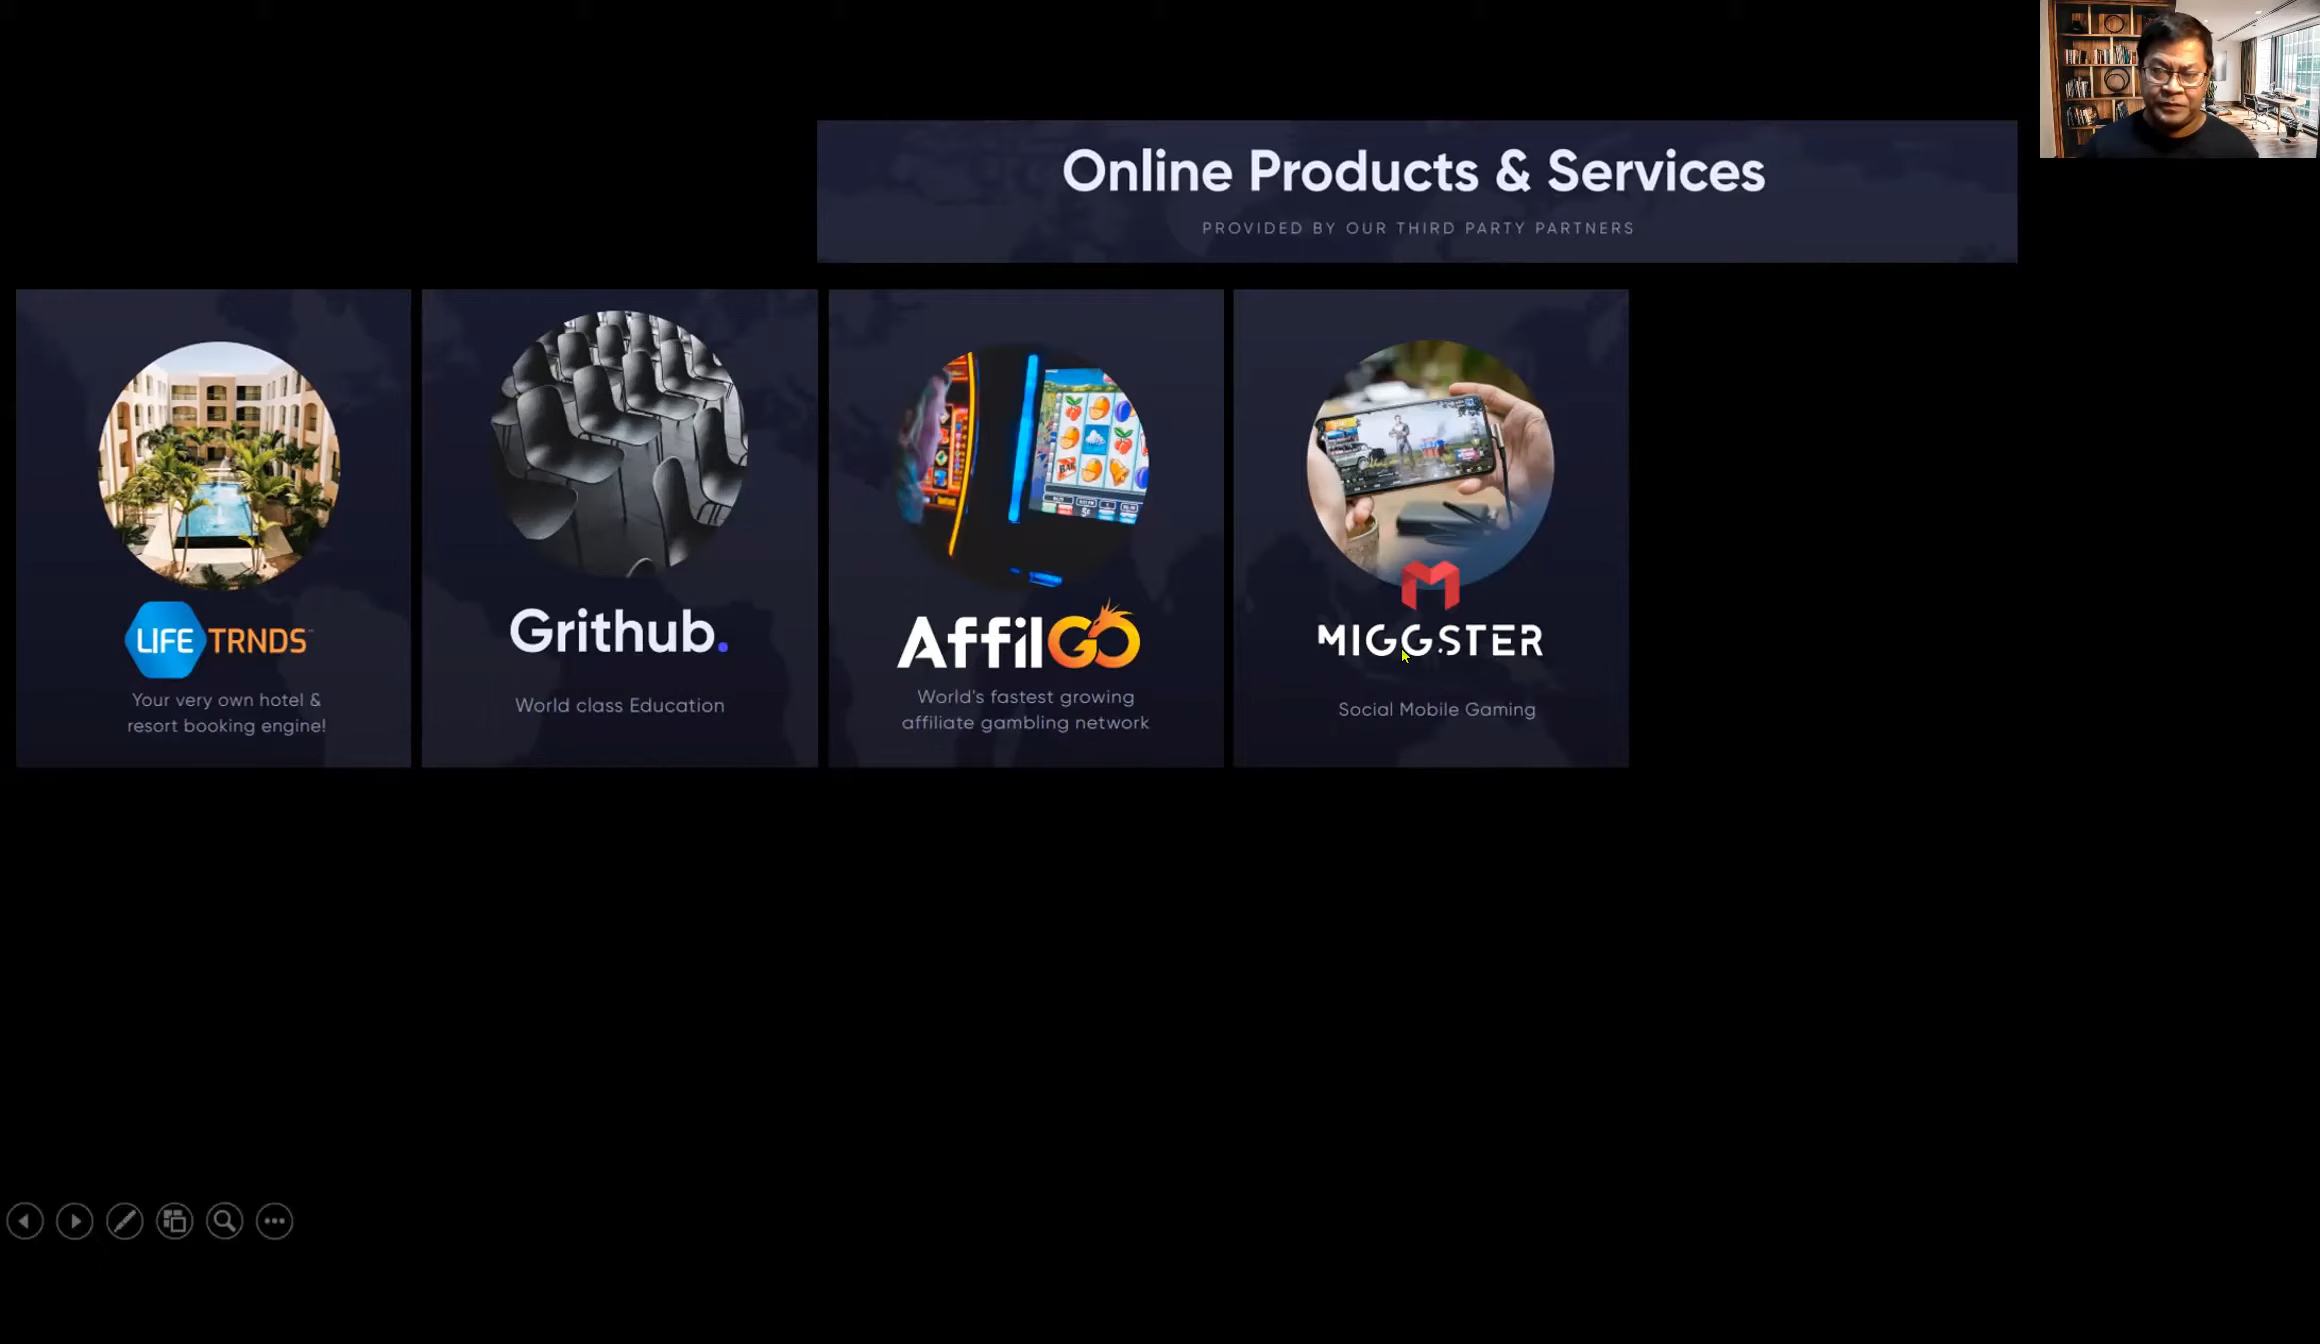 Online Products & Services
PROVIDED BY OUR THIRD PARTY PARTNERS
LIFE TRNDS
Your very own hotel &
resort booking engine!
Grithub.
World class Education
AffilGO
World's fastest growing
affiliate gambling network
MIGGSTER
Social Mobile Gaming